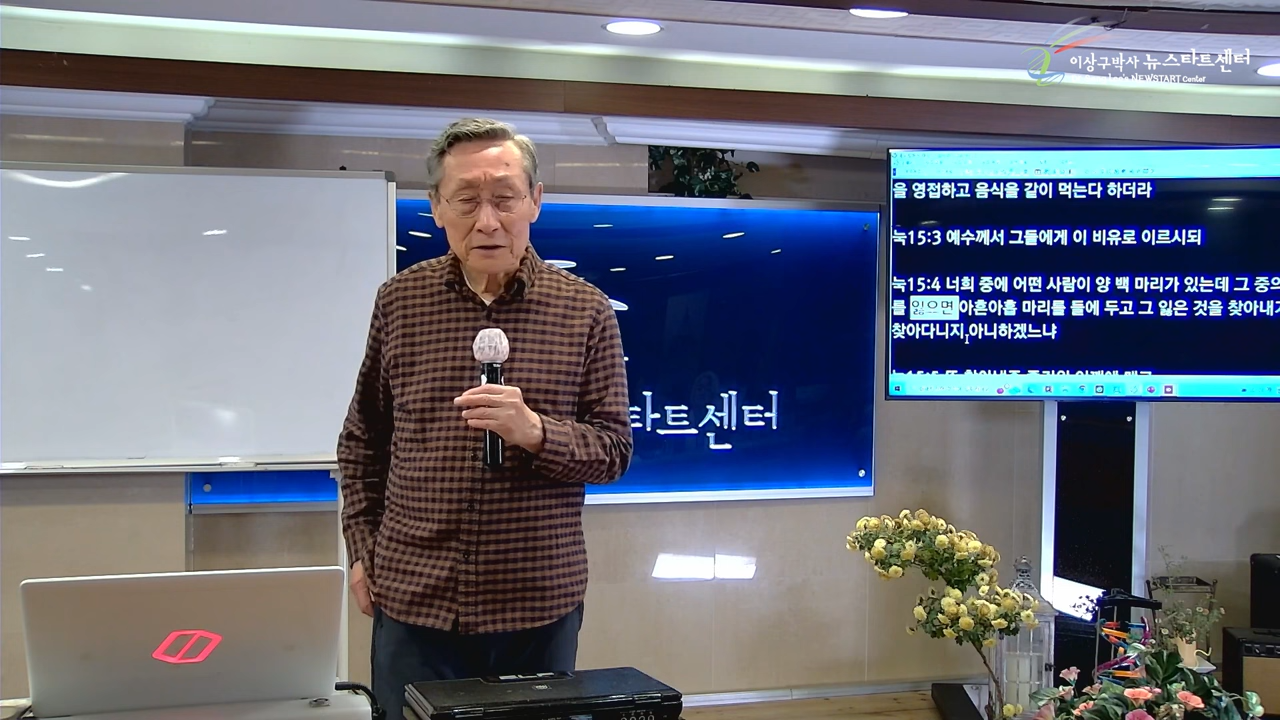 이상구박사 뉴스타트센터
NEWSTART Center
을 영접하고 음식을 같이 먹는다 하더라
눅15:3 예수께서 그들에게 이 비유로 이르시되
눅15:4 너희 중에 어떤 사람이 양 백 마리가 있는데 그 중의
를 잃으면 아흔아홉 마리를 들에 두고 그 잃은 것을 찾아내기
찾아다니지 아니하겠느냐
타트센터